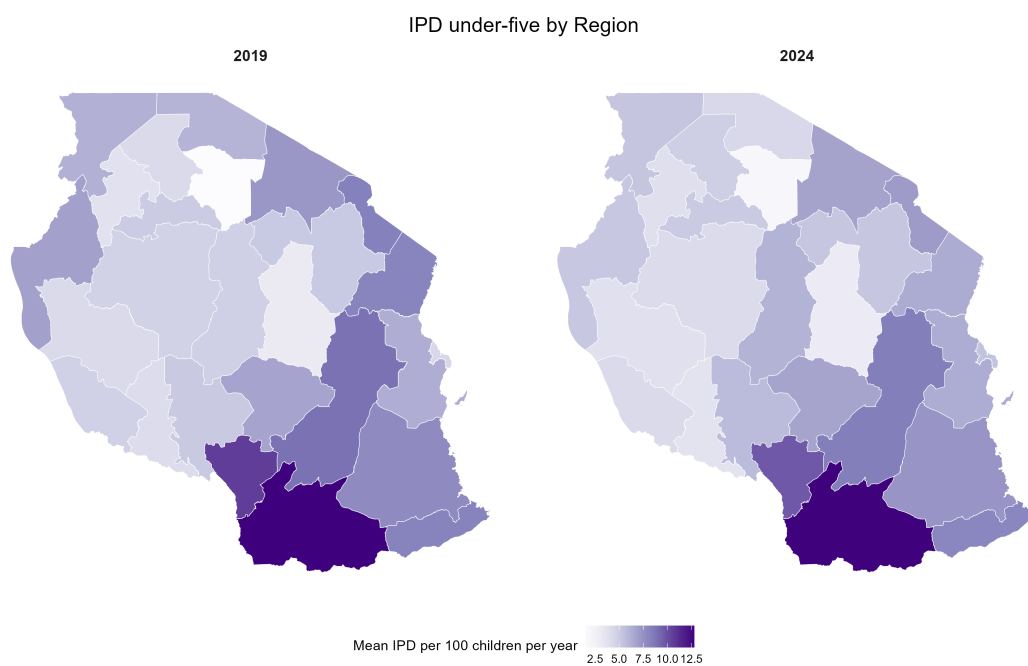 IPD under-five by Region
2019 2024
Mean IPD per 100 children per year
2.5 5.0 7.5 10.0 12.5